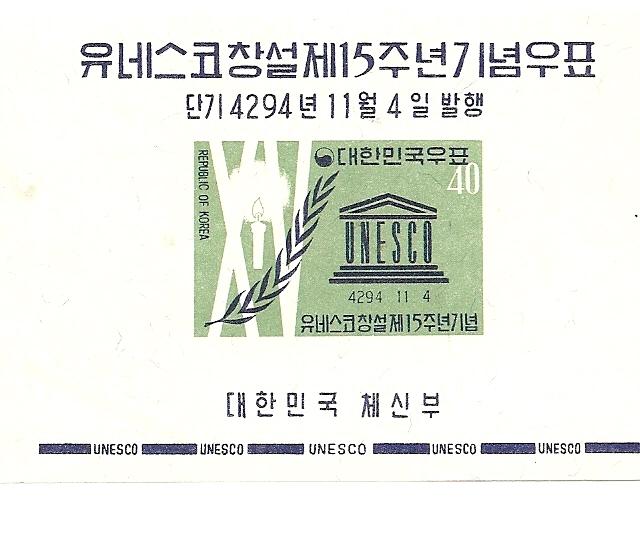 유네스코창설제15주년기념우표
단기 4294년 11월 4일 발행
대한민국우표
REPUBLIC OF KOREA
40
UNESCO
4294 11 4
유네스코창설제15주년기념
대한민국 체신부
UNESCO UNESCO UNESCO UNESCO UNESCO